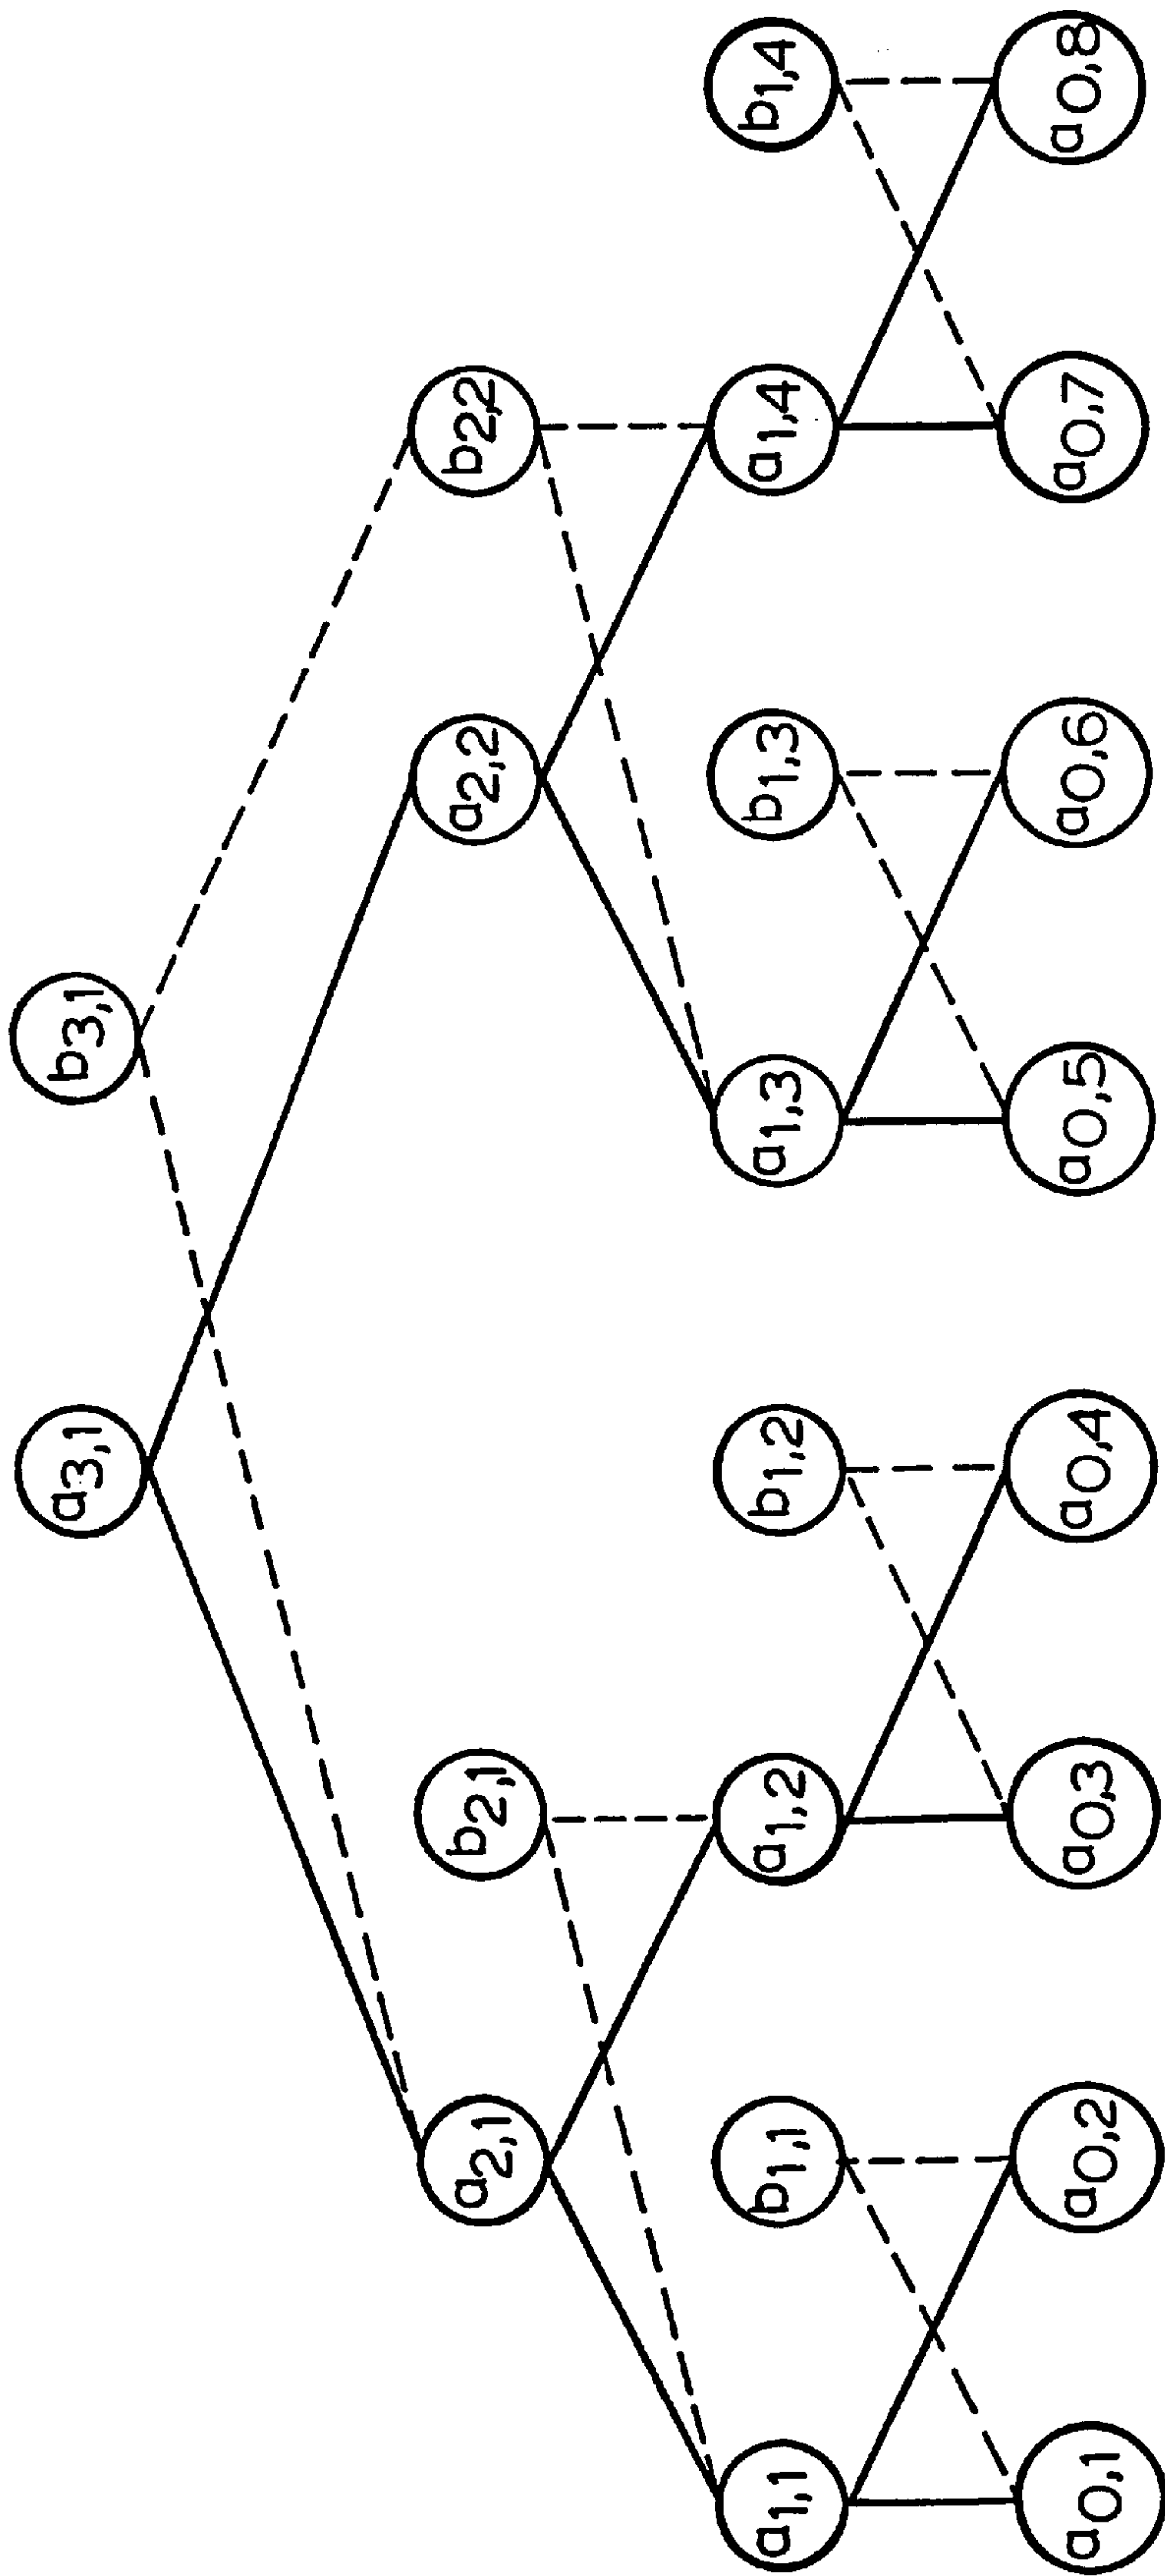 a3,1 b3,1
a2,1 b2,1 a2,2 b2,2
a1,1 b1,1 a1,2 b1,2 a1,3 b1,3 a1,4 b1,4
a0,1 a0,2 a0,3 a0,4 a0,5 a0,6 a0,7 a0,8